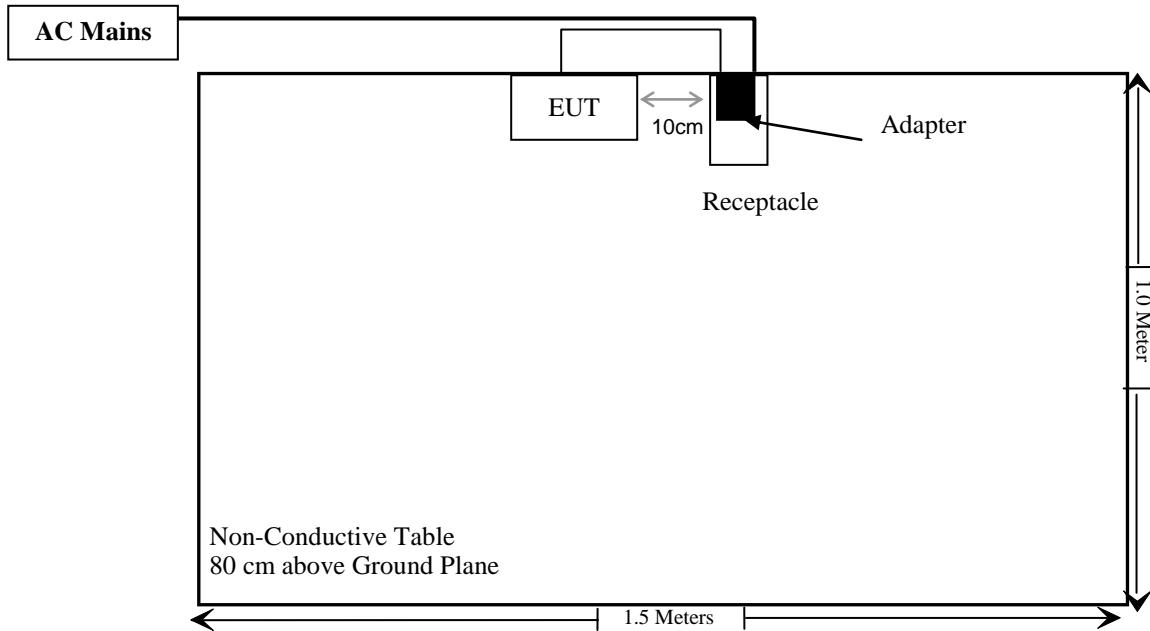 AC Mains
EUT
10cm
Adapter
Receptacle
1.0 Meter
Non-Conductive Table
80 cm above Ground Plane
1.5 Meters